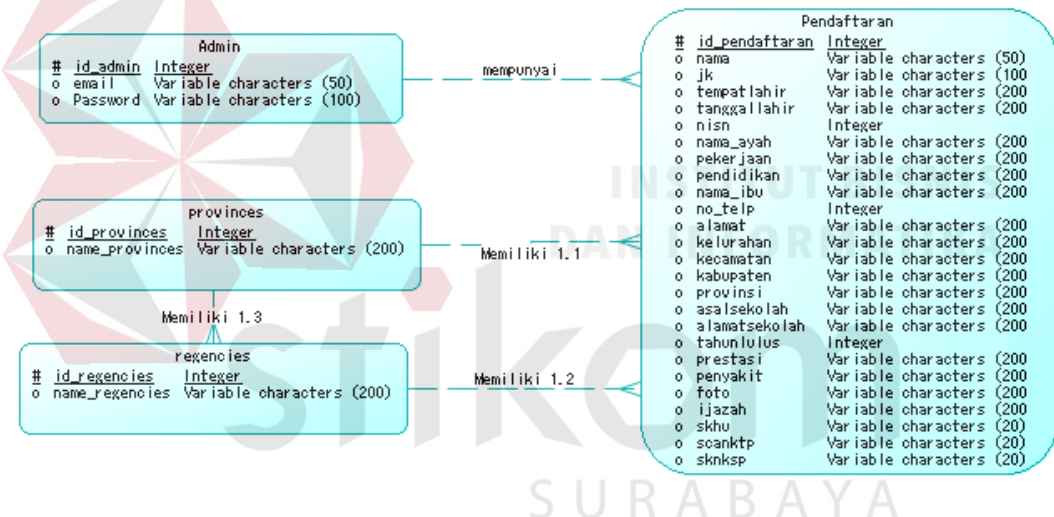 Admin
# id_admin Integer
o email Variable characters (50)
o Password Variable characters (100)
mempunyai
provinces
# id_provinces Integer
o name_provinces Variable characters (200)
Memiliki 1.1
Memiliki 1.3
regencies
# id_regencies Integer
o name_regencies Variable characters (200)
Memiliki 1.2
Pendaftaran
# id_pendaftaran Integer
o nama Variable characters (50)
o jk Variable characters (100
o tempatlahir Variable characters (200
o tanggallahir Variable characters (200
o nisn Integer
o nama_ayah Variable characters (200
o pekerjaan Variable characters (200
o pendidikan Variable characters (200
o nama_ibu Variable characters (200
o no_telp Integer
o alamat Variable characters (200
o kelurahan Variable characters (200
o kecamatan Variable characters (200
o kabupaten Variable characters (200
o provinsi Variable characters (200
o asalsekolah Variable characters (200
o alamatsekolah Variable characters (200
o tahunlulus Integer
o prestasi Variable characters (200
o penyakit Variable characters (200
o foto Variable characters (200
o ijazah Variable characters (200
o skhu Variable characters (20)
o scanktp Variable characters (20)
o sknksp Variable characters (20)
stikom
SURABAYA